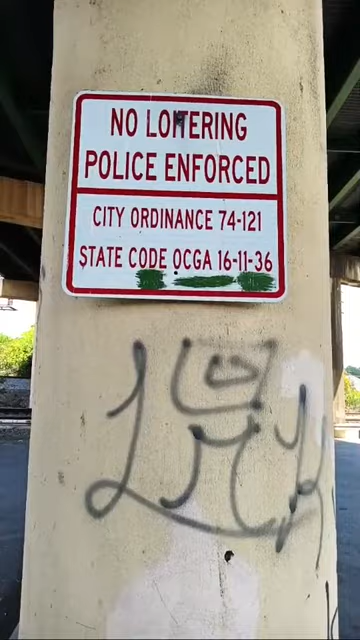 NO LOITERING
POLICE ENFORCED
CITY ORDINANCE 74-121
STATE CODE OCGA 16-11-36